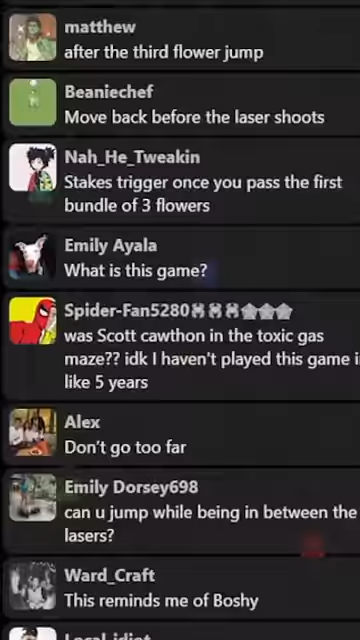 matthew
after the third flower jump
Beaniechef
Move back before the laser shoots
Nah_He_Tweakin
Stakes trigger once you pass the first
bundle of 3 flowers
Emily Ayala
What is this game?
Spider-Fan5280
was Scott cawthon in the toxic gas
maze?? idk I haven't played this game i
like 5 years
Alex
Don't go too far
Emily Dorsey698
can u jump while being in between the
lasers?
Ward_Craft
This reminds me of Boshy
Local idiot